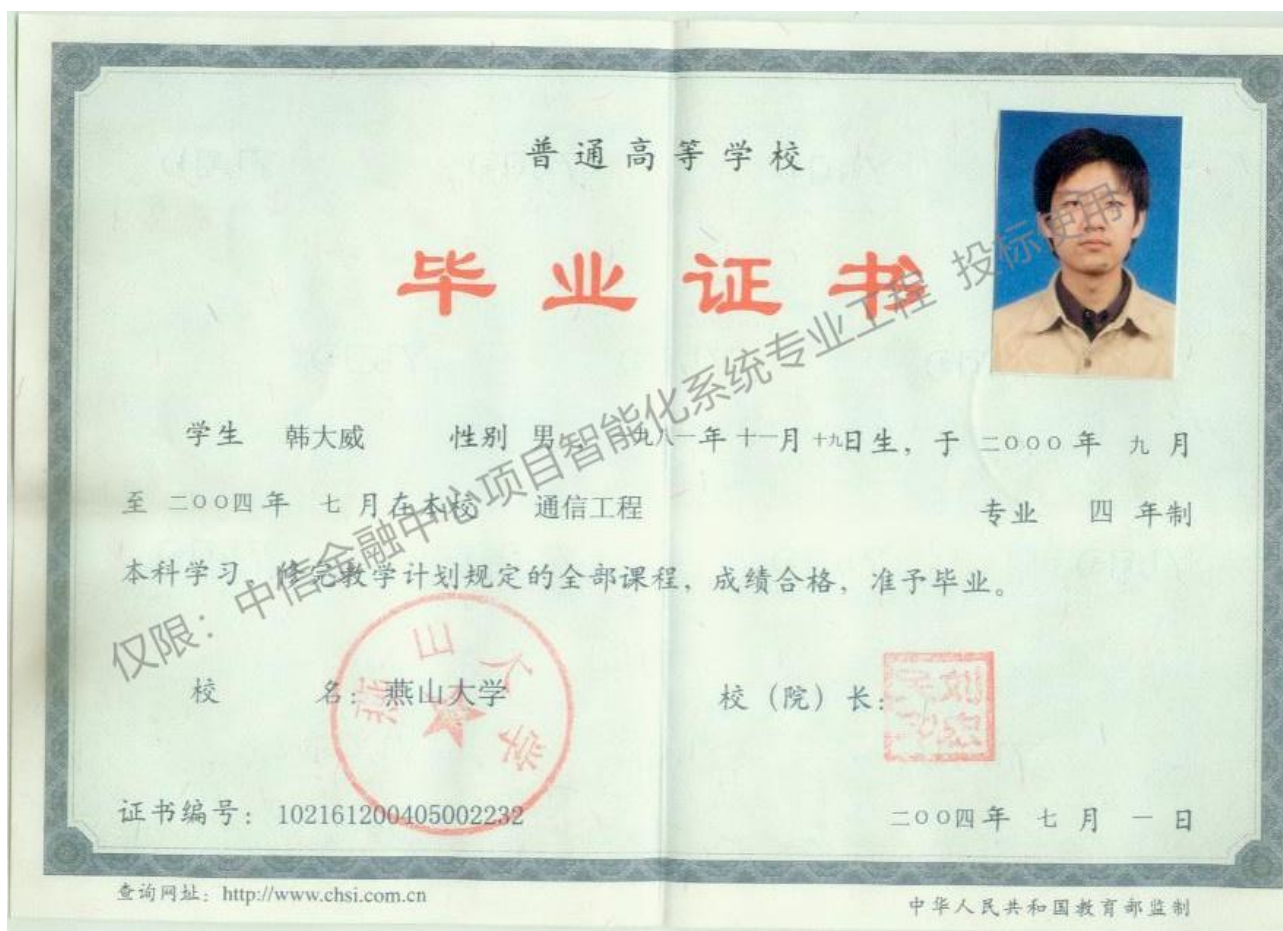 普通高等学校
毕业证书
学生 韩大威 性别 男, 一九八一年十一月十九日生, 于 二〇〇〇年 九月
至 二〇〇四年 七月在本校 通信工程 专业 四 年制
本科学习, 修完教学计划规定的全部课程, 成绩合格, 准予毕业。
校 名: 燕山大学 校(院)长:
燕山大学
证书编号: 102161200405002232 二〇〇四年 七月 一日
查询网址: http://www.chsi.com.cn 中华人民共和国教育部监制
仅限: 中信金融中心项目智能化系统专业工程 投标使用